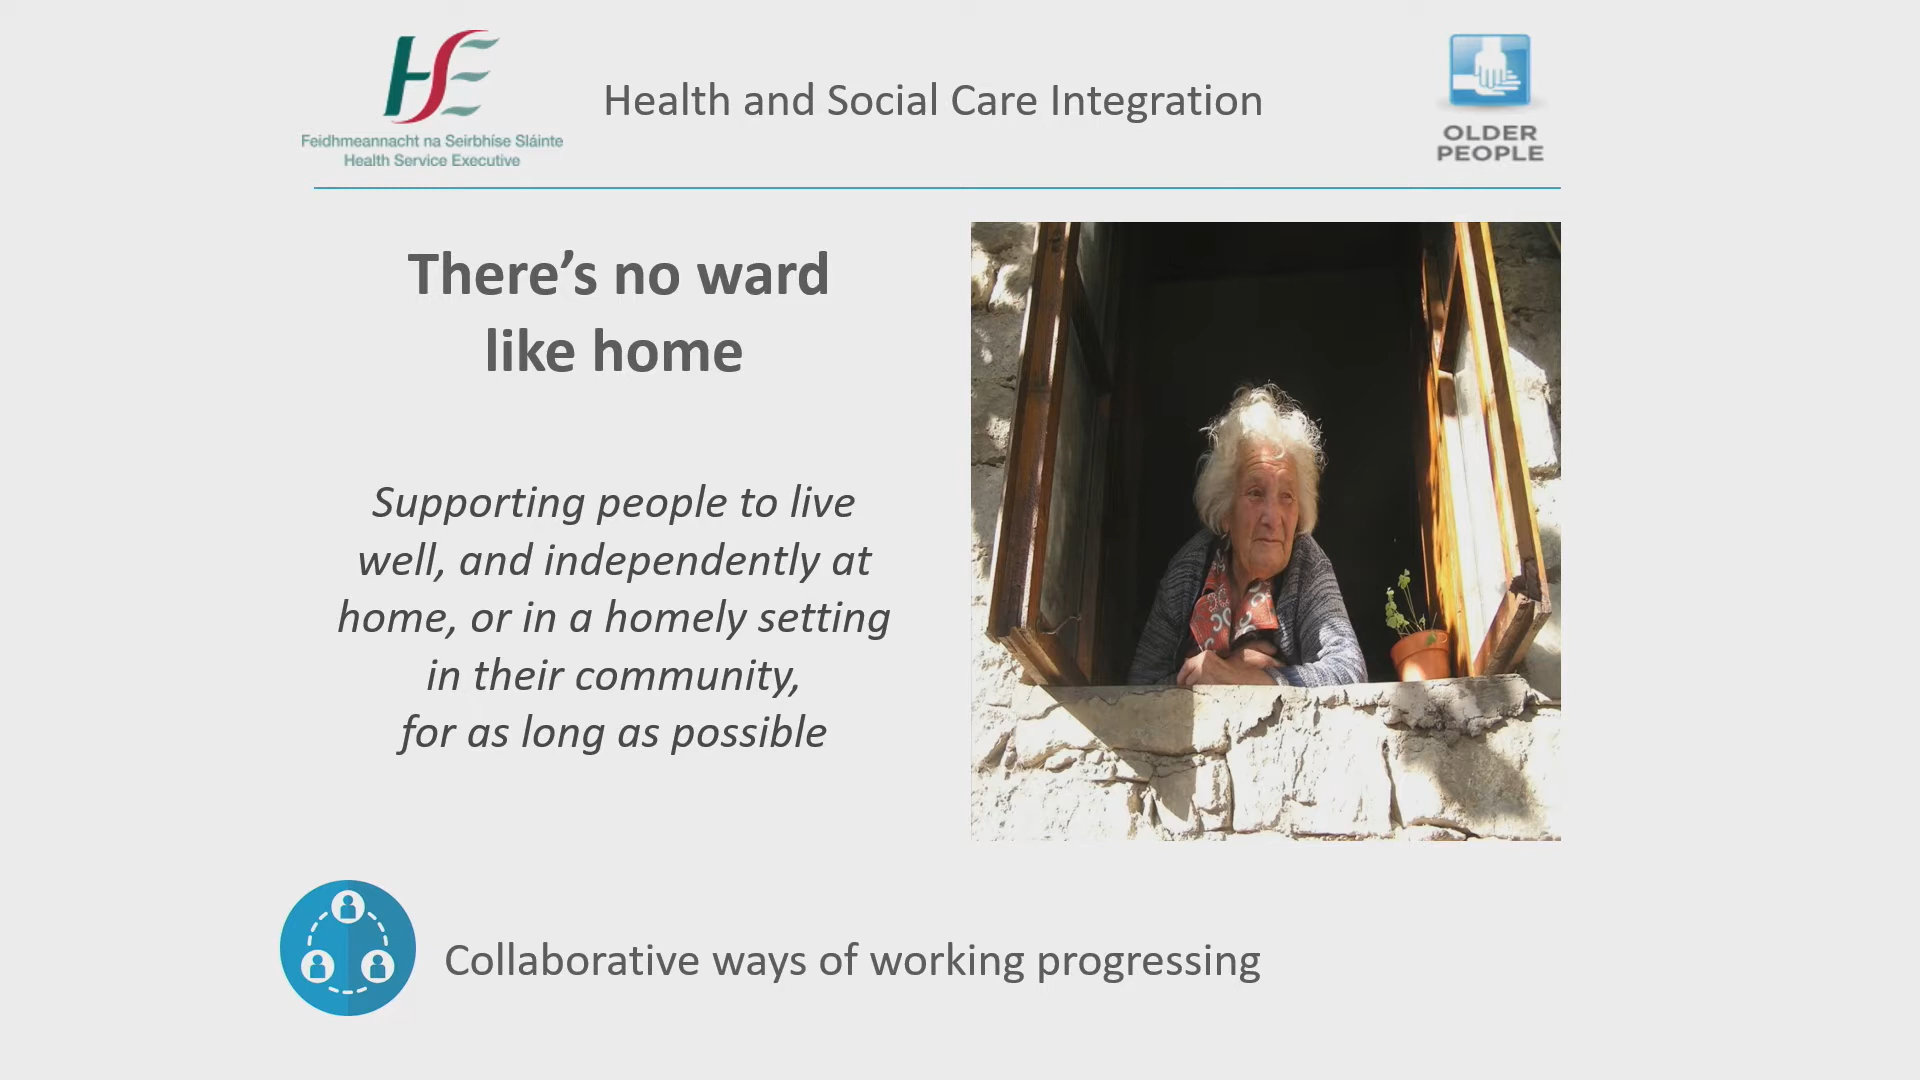 Feidhmeannacht na Seirbhíse Sláinte
Health Service Executive
Health and Social Care Integration
OLDER
PEOPLE
There’s no ward
like home
Supporting people to live
well, and independently at
home, or in a homely setting
in their community,
for as long as possible
Collaborative ways of working progressing